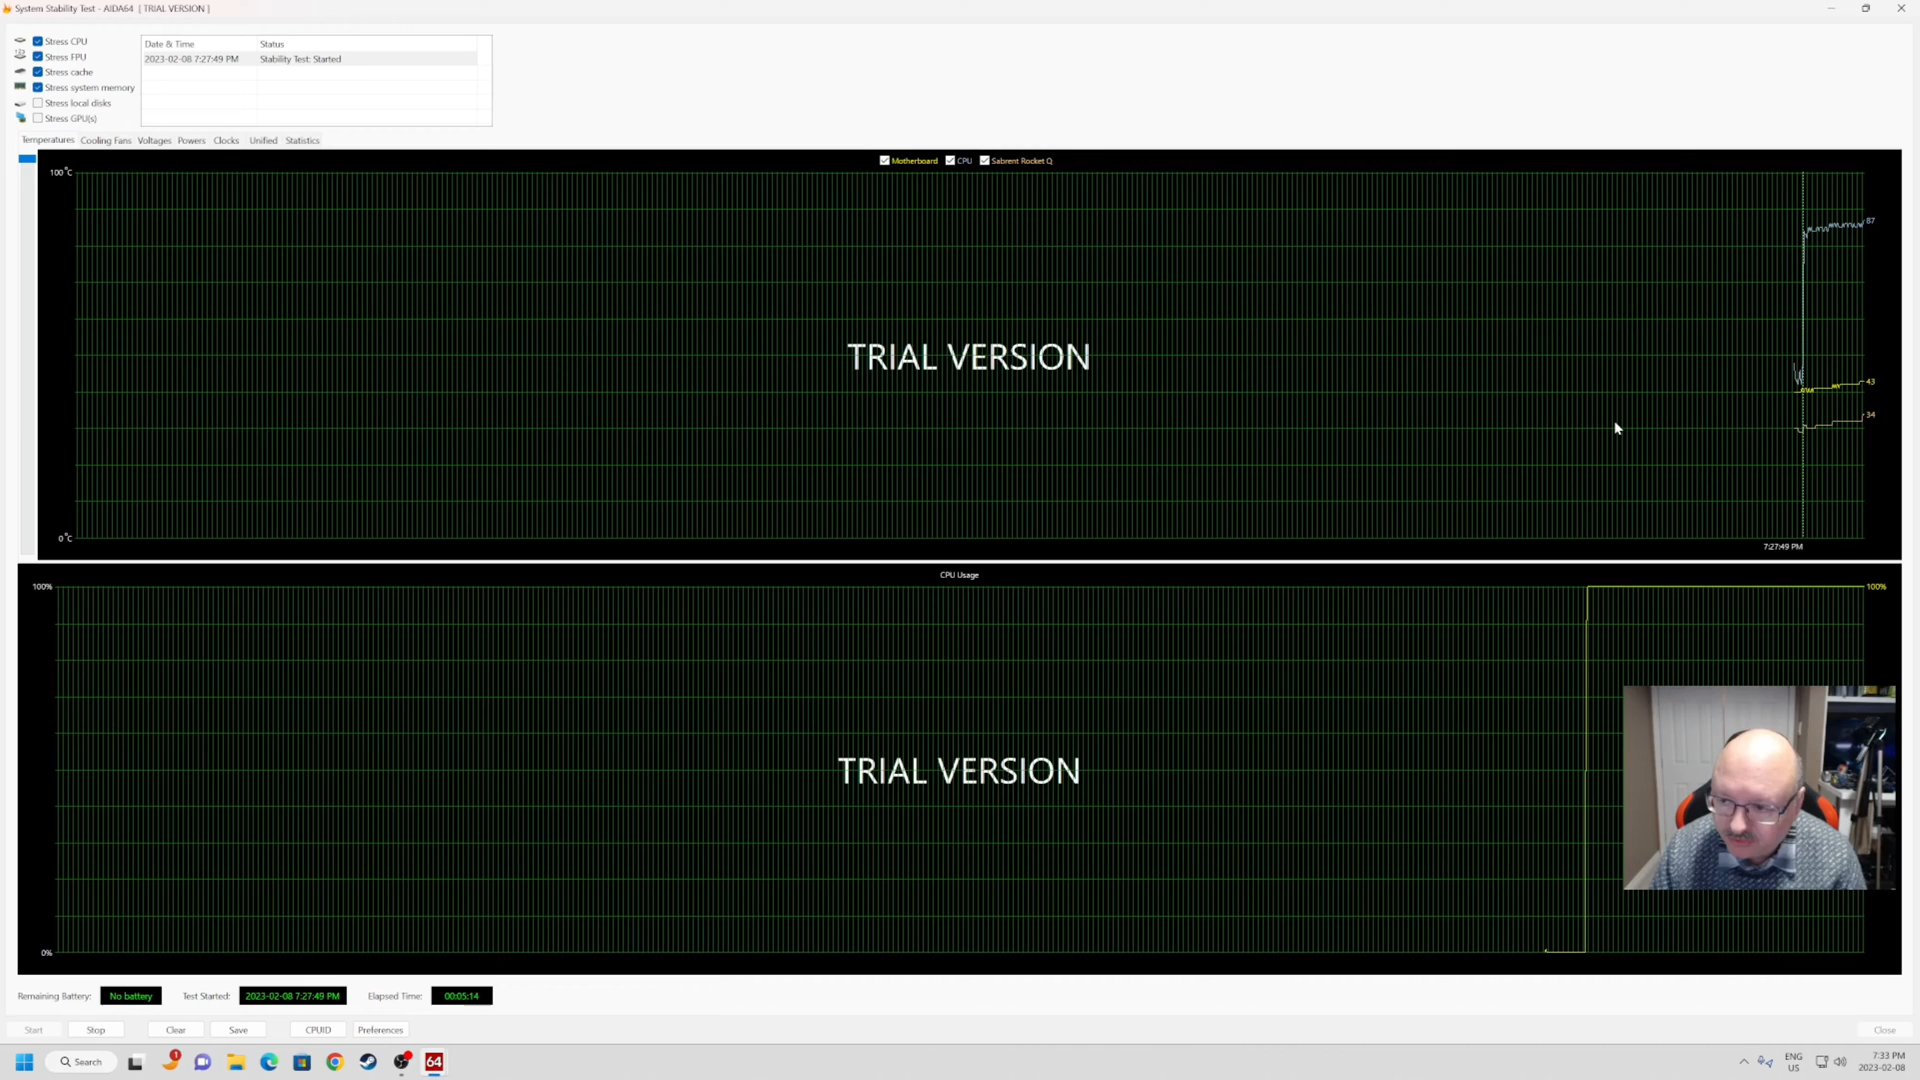 System Stability Test - AIDA64 [ TRIAL VERSION ]
Stress CPU
Stress FPU
Stress cache
Stress system memory
Stress local disks
Stress GPU(s)
Date & Time Status
2023-02-08 7:27:49 PM Stability Test: Started
Temperatures Cooling Fans Voltages Powers Clocks Unified Statistics
Motherboard CPU Sabrent Rocket Q
100°C
87
TRIAL VERSION
43
34
0°C
7:27:49 PM
CPU Usage
100% 100%
TRIAL VERSION
0%
Remaining Battery: No battery Test Started: 2023-02-08 7:27:49 PM Elapsed Time: 00:05:14
Start Stop Clear Save CPUID Preferences Close
1
Search 64 ENG 7:33 PM
US 2023-02-08